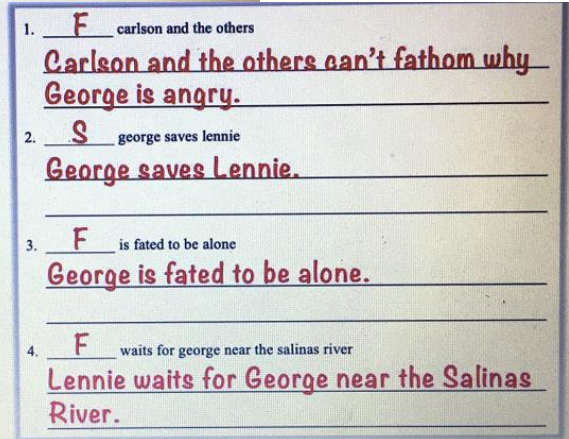 1. F carlson and the others
Carlson and the others can't fathom why
George is angry.
2. S george saves lennie
George saves Lennie.
3. F is fated to be alone
George is fated to be alone.
4. F waits for george near the salinas river
Lennie waits for George near the Salinas
River.